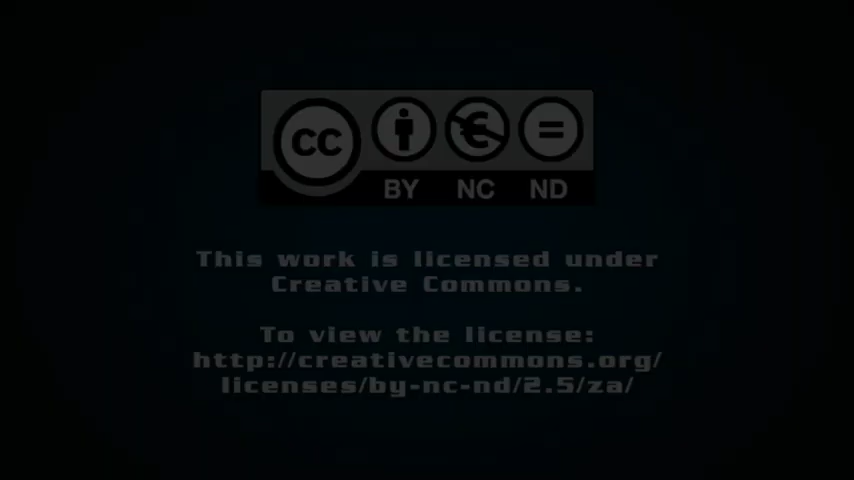 cc
BY NC ND
This work is licensed under
Creative Commons.
To view the license:
http://creativecommons.org/
licenses/by-nc-nd/2.5/za/